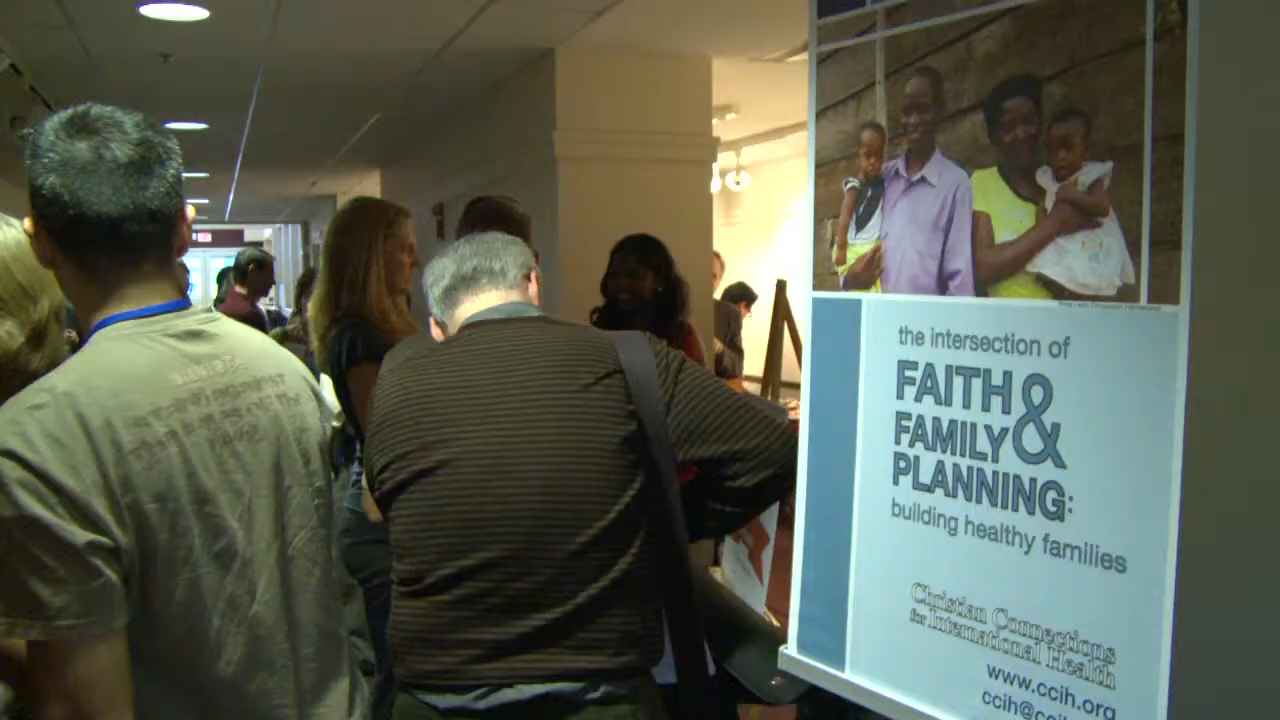 the intersection of
FAITH &
FAMILY
PLANNING:
building healthy families
Christian Connections
for International Health
www.ccih.org